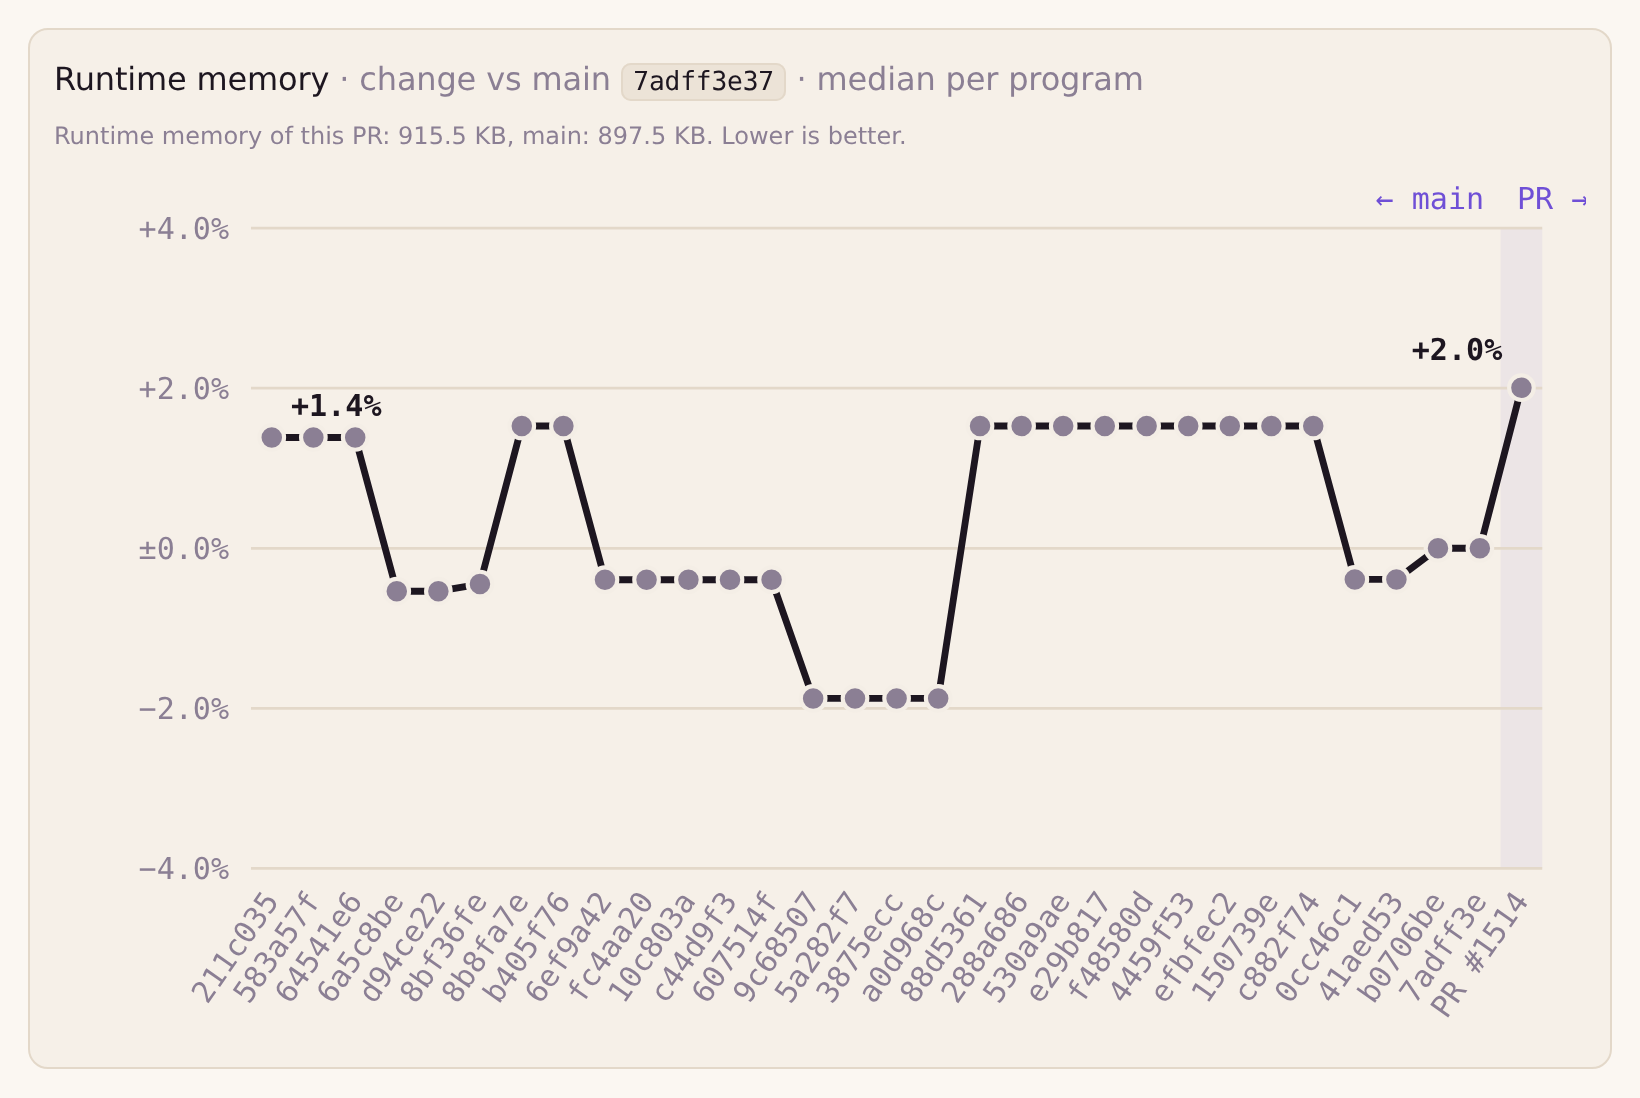 Runtime memory · change vs main 7adff3e37 · median per program
Runtime memory of this PR: 915.5 KB, main: 897.5 KB. Lower is better.
← main PR →
+4.0%
+2.0%
+2.0%
+1.4%
±0.0%
−2.0%
−4.0%
211c035
583a57f
64541e6
6a5c8be
d94ce22
8bf36fe
8b8fa7e
b405f76
6ef9a42
fc4aa20
10c803a
c44d9f3
607514f
9c68507
5a282f7
3875ecc
a0d968c
88d5361
288a686
530a9ae
e29b817
f48580d
4459f53
efbfec2
150739e
c882f74
0cc46c1
41aed53
b0706be
7adff3e
PR #1514